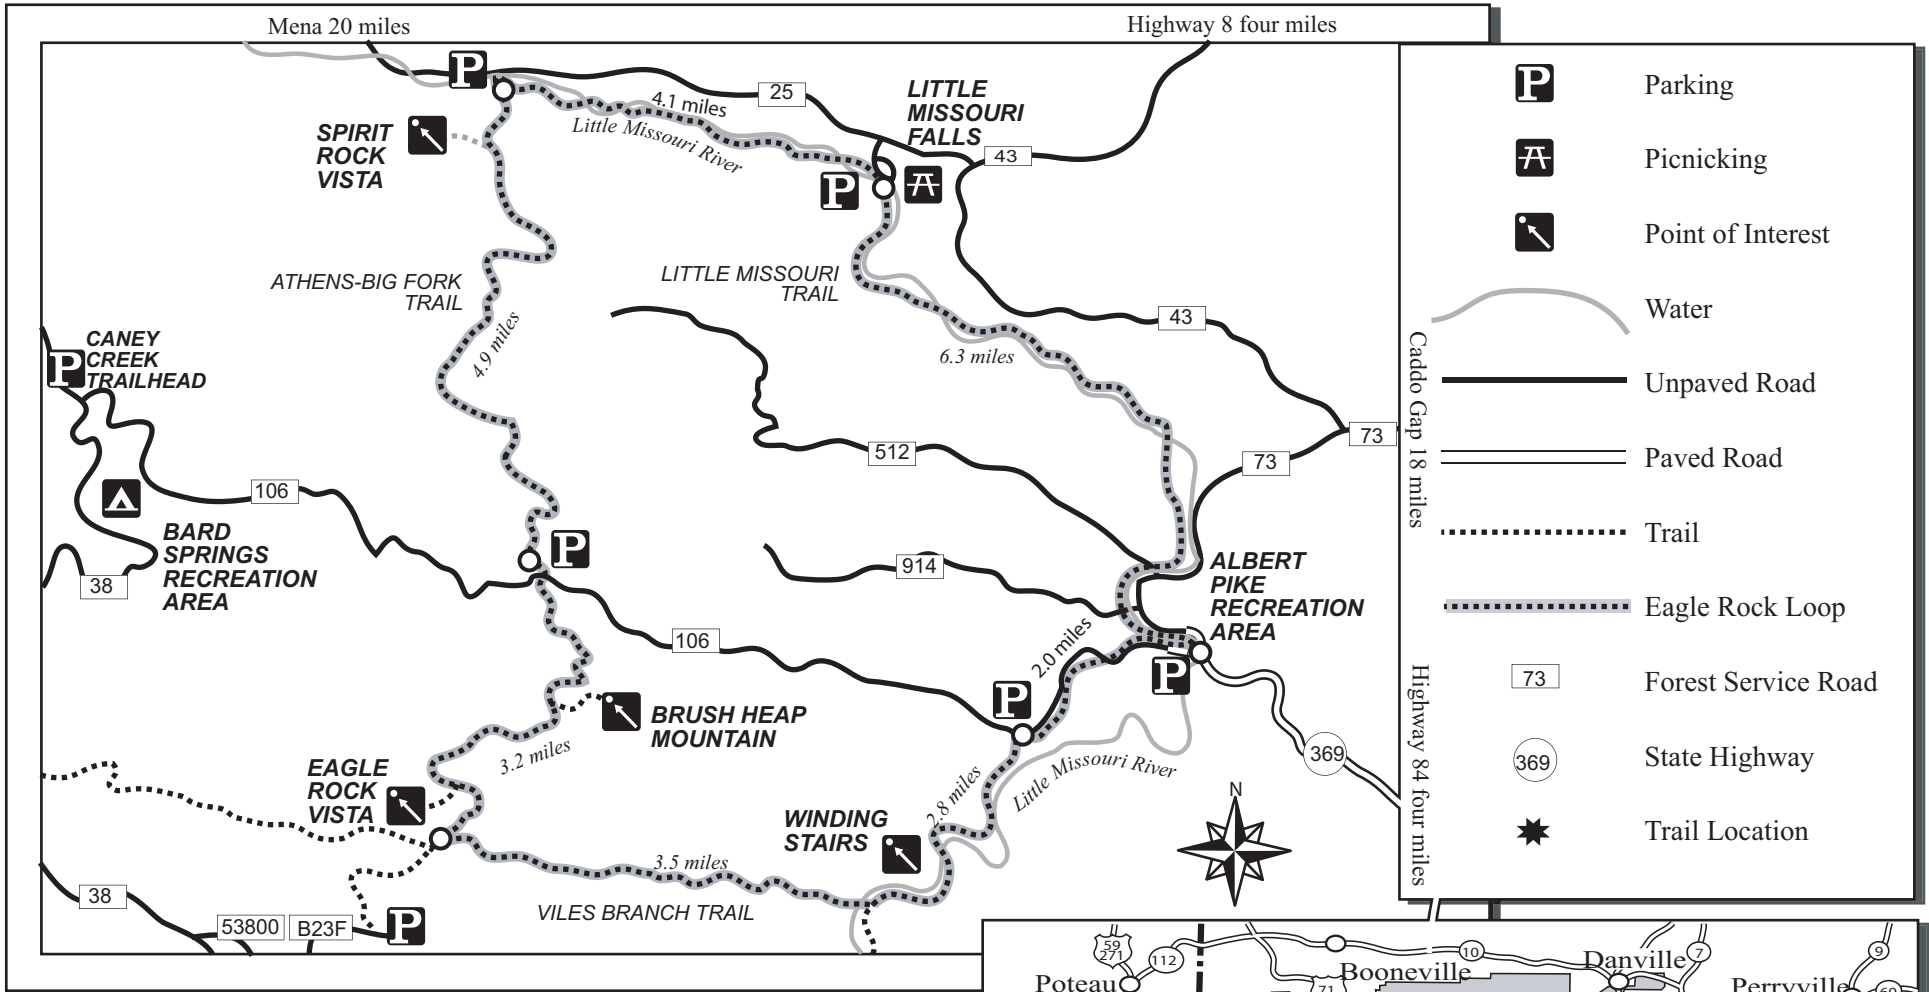 Mena 20 miles
Highway 8 four miles
P
25
4.1 miles
Little Missouri River
LITTLE
MISSOURI
FALLS
43
SPIRIT
ROCK
VISTA
P
ATHENS-BIG FORK
TRAIL
LITTLE MISSOURI
TRAIL
4.9 miles
43
6.3 miles
CANEY
CREEK
TRAILHEAD
P
73
73
512
106
BARD
SPRINGS
RECREATION
AREA
38
P
914
ALBERT
PIKE
RECREATION
AREA
106
2.0 miles
P
P
BRUSH HEAP
MOUNTAIN
3.2 miles
369
Little Missouri River
EAGLE
ROCK
VISTA
2.8 miles
WINDING
STAIRS
N
3.5 miles
VILES BRANCH TRAIL
38
53800
B23F
P
Caddo Gap 18 miles
Highway 84 four miles
P
Parking
Picnicking
Point of Interest
Water
Unpaved Road
Paved Road
Trail
Eagle Rock Loop
73
Forest Service Road
369
State Highway
Trail Location
59
271
112
Poteau
10
Booneville
71
Danville
7
9
Perryville
60